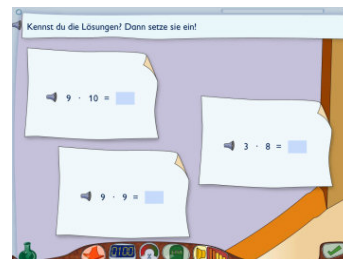 Kennst du die Lösungen? Dann setze sie ein!
9 · 10 =
3 · 8 =
9 · 9 =